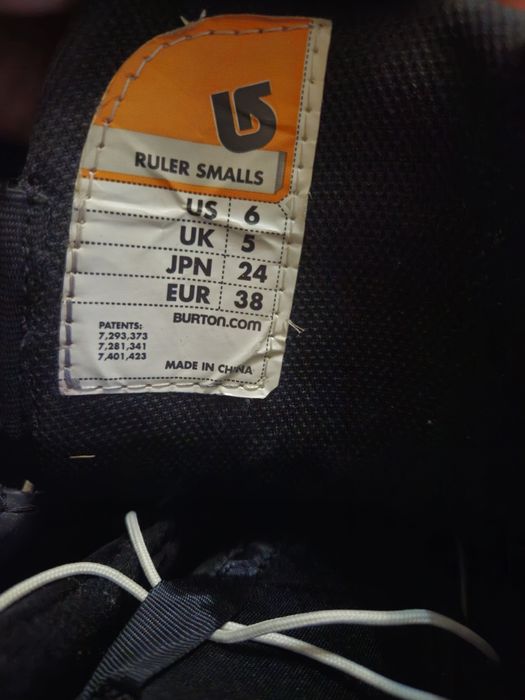 RULER SMALLS
US 6
UK 5
JPN 24
EUR 38
BURTON.COM
PATENTS:
7,293,373
7,281,341
7,401,423
MADE IN CHINA